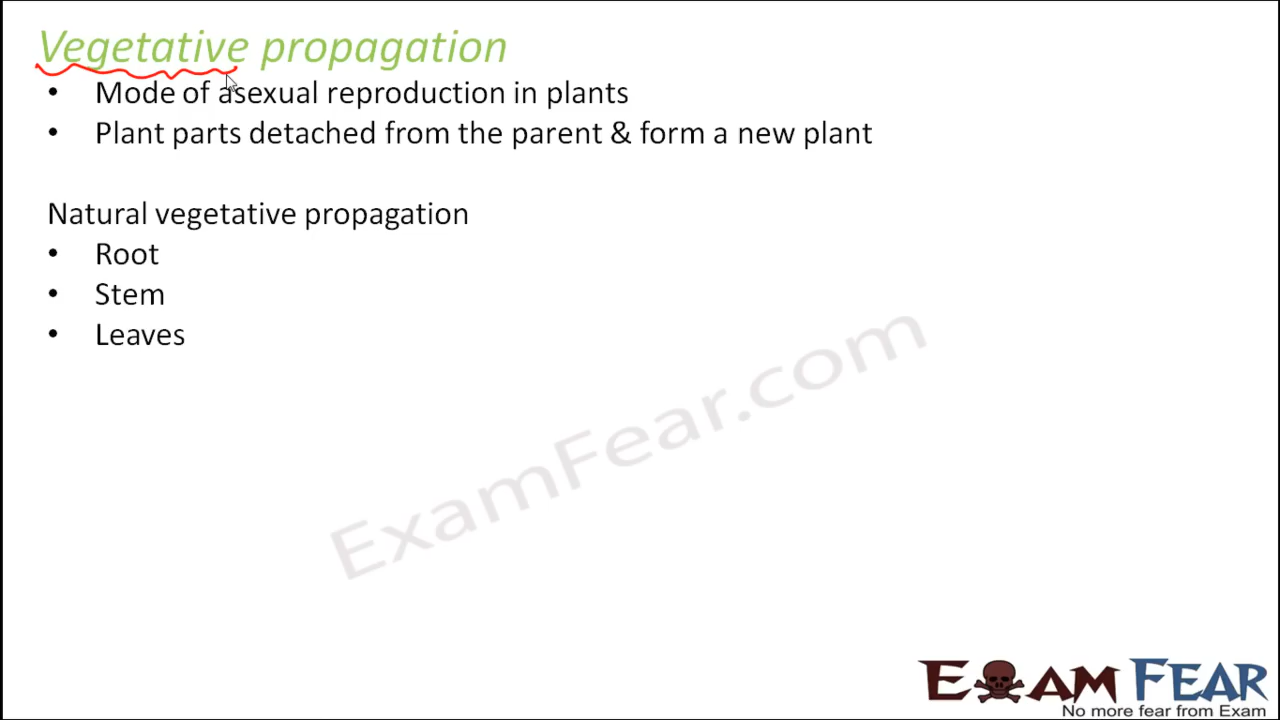 Vegetative propagation
• Mode of asexual reproduction in plants
• Plant parts detached from the parent & form a new plant
Natural vegetative propagation
• Root
• Stem
• Leaves
ExamFear.com
EXAM FEAR
No more fear from Exam